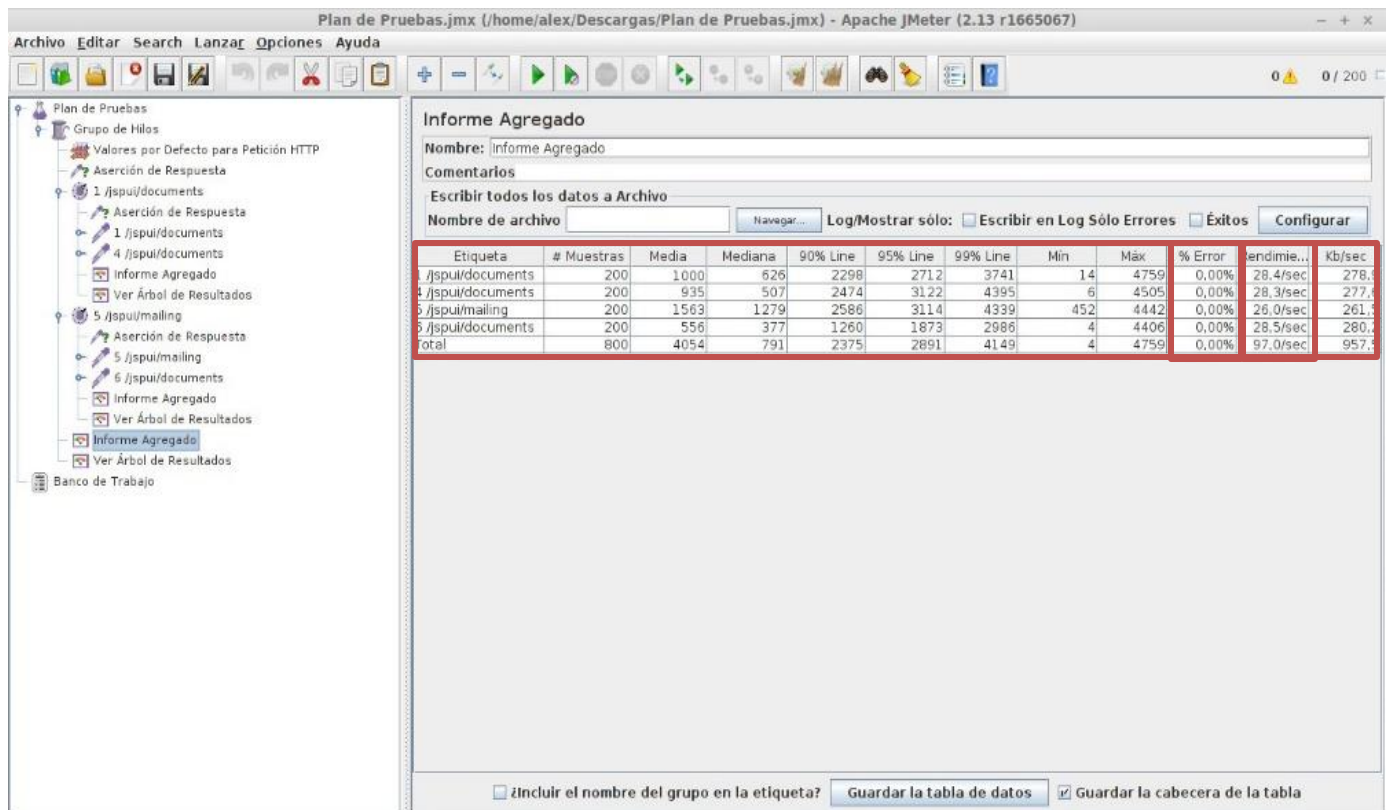 Plan de Pruebas.jmx (/home/alex/Descargas/Plan de Pruebas.jmx) - Apache JMeter (2.13 r1665067)
Archivo Editar Search Lanzar Opciones Ayuda
0 0 / 200
Plan de Pruebas
Grupo de Hilos
Valores por Defecto para Petición HTTP
Aserción de Respuesta
1 /jspui/documents
Aserción de Respuesta
1 /jspui/documents
4 /jspui/documents
Informe Agregado
Ver Árbol de Resultados
5 /jspui/mailing
Aserción de Respuesta
5 /jspui/mailing
6 /jspui/documents
Informe Agregado
Ver Árbol de Resultados
Informe Agregado
Ver Árbol de Resultados
Banco de Trabajo
Informe Agregado
Nombre: Informe Agregado
Comentarios
Escribir todos los datos a Archivo
Nombre de archivo Navegar... Log/Mostrar sólo: Escribir en Log Sólo Errores Éxitos Configurar
Etiqueta # Muestras Media Mediana 90% Line 95% Line 99% Line Mín Máx % Error Rendimie... Kb/sec
1 /jspui/documents 200 1000 626 2298 2712 3741 14 4759 0,00% 28,4/sec 278,
4 /jspui/documents 200 935 507 2474 3122 4395 6 4505 0,00% 28,3/sec 277,
5 /jspui/mailing 200 1563 1279 2586 3114 4339 452 4442 0,00% 26,0/sec 261,
6 /jspui/documents 200 556 377 1260 1873 2986 4 4406 0,00% 28,5/sec 280,
Total 800 4054 791 2375 2891 4149 4 4759 0,00% 97,0/sec 957,
¿Incluir el nombre del grupo en la etiqueta? Guardar la tabla de datos Guardar la cabecera de la tabla